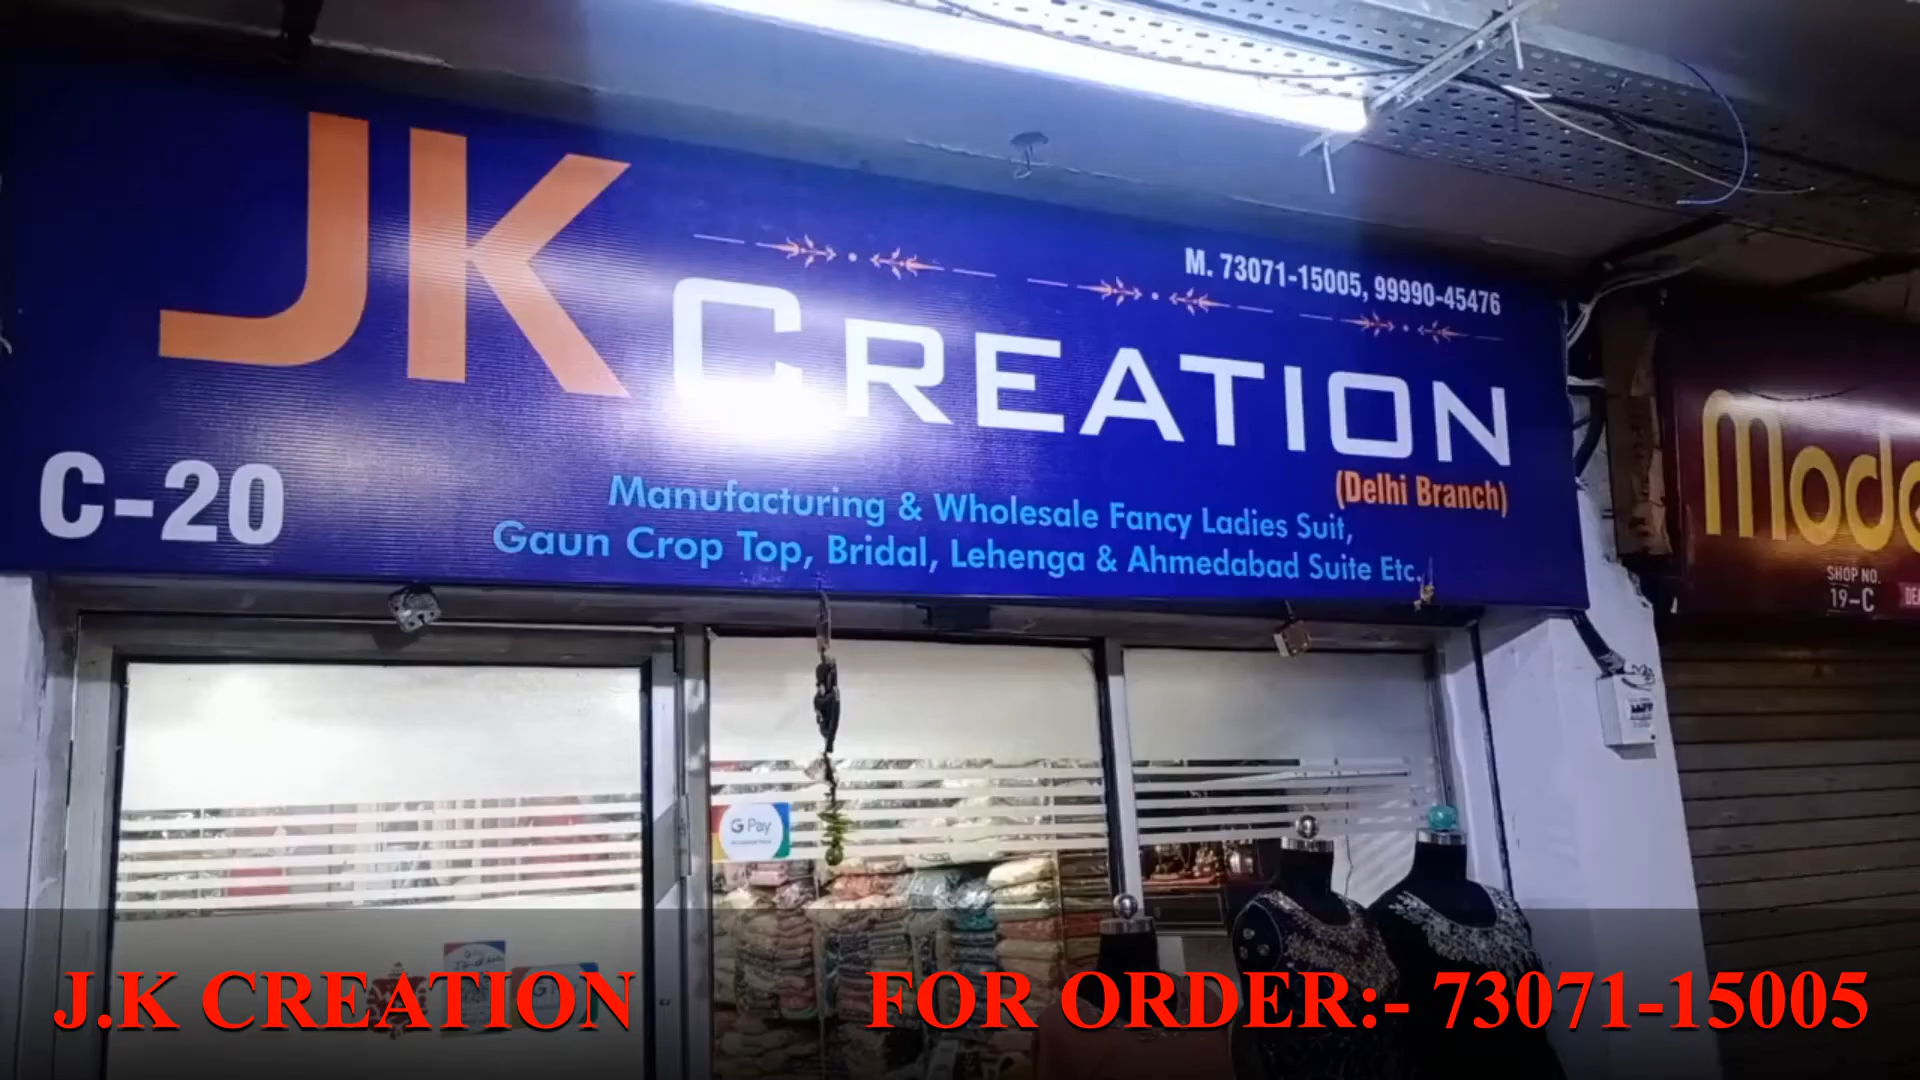 JK CREATION
M. 73071-15005, 99990-45476
(Delhi Branch)
C-20
Manufacturing & Wholesale Fancy Ladies Suit,
Gaun Crop Top, Bridal, Lehenga & Ahmedabad Suite Etc.
SHOP NO.
19-C
G Pay
J.K CREATION
FOR ORDER:- 73071-15005